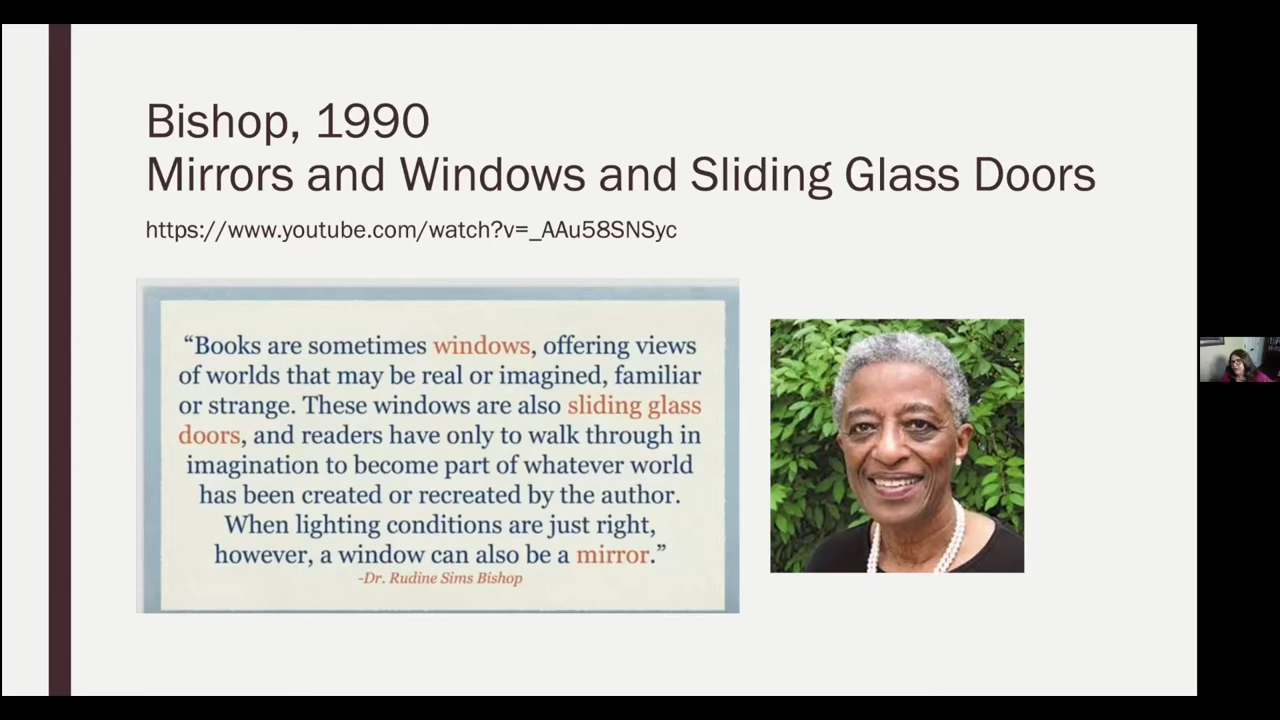 Bishop, 1990
Mirrors and Windows and Sliding Glass Doors
https://www.youtube.com/watch?v=_AAu58SNSyc
“Books are sometimes windows, offering views
of worlds that may be real or imagined, familiar
or strange. These windows are also sliding glass
doors, and readers have only to walk through in
imagination to become part of whatever world
has been created or recreated by the author.
When lighting conditions are just right,
however, a window can also be a mirror.”
-Dr. Rudine Sims Bishop